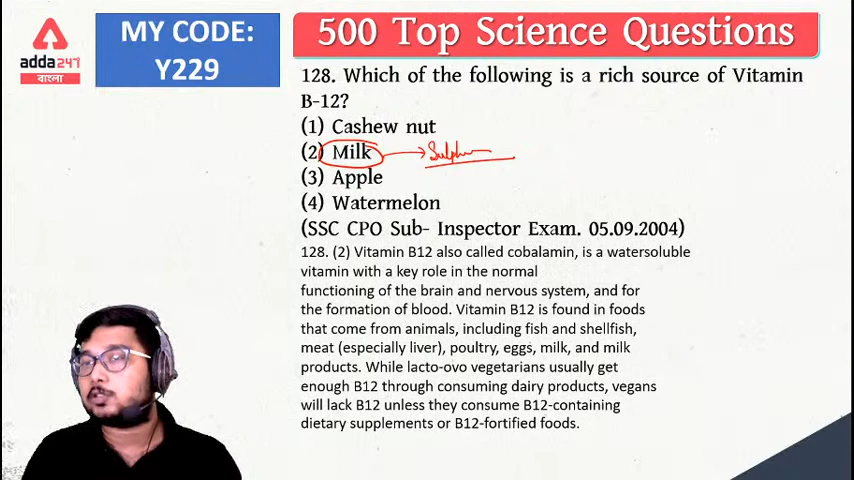 adda247
বাংলা
MY CODE:
Y229
500 Top Science Questions
128. Which of the following is a rich source of Vitamin
B-12?
(1) Cashew nut
(2) Milk
(3) Apple
(4) Watermelon
(SSC CPO Sub- Inspector Exam. 05.09.2004)
128. (2) Vitamin B12 also called cobalamin, is a watersoluble
vitamin with a key role in the normal
functioning of the brain and nervous system, and for
the formation of blood. Vitamin B12 is found in foods
that come from animals, including fish and shellfish,
meat (especially liver), poultry, eggs, milk, and milk
products. While lacto-ovo vegetarians usually get
enough B12 through consuming dairy products, vegans
will lack B12 unless they consume B12-containing
dietary supplements or B12-fortified foods.